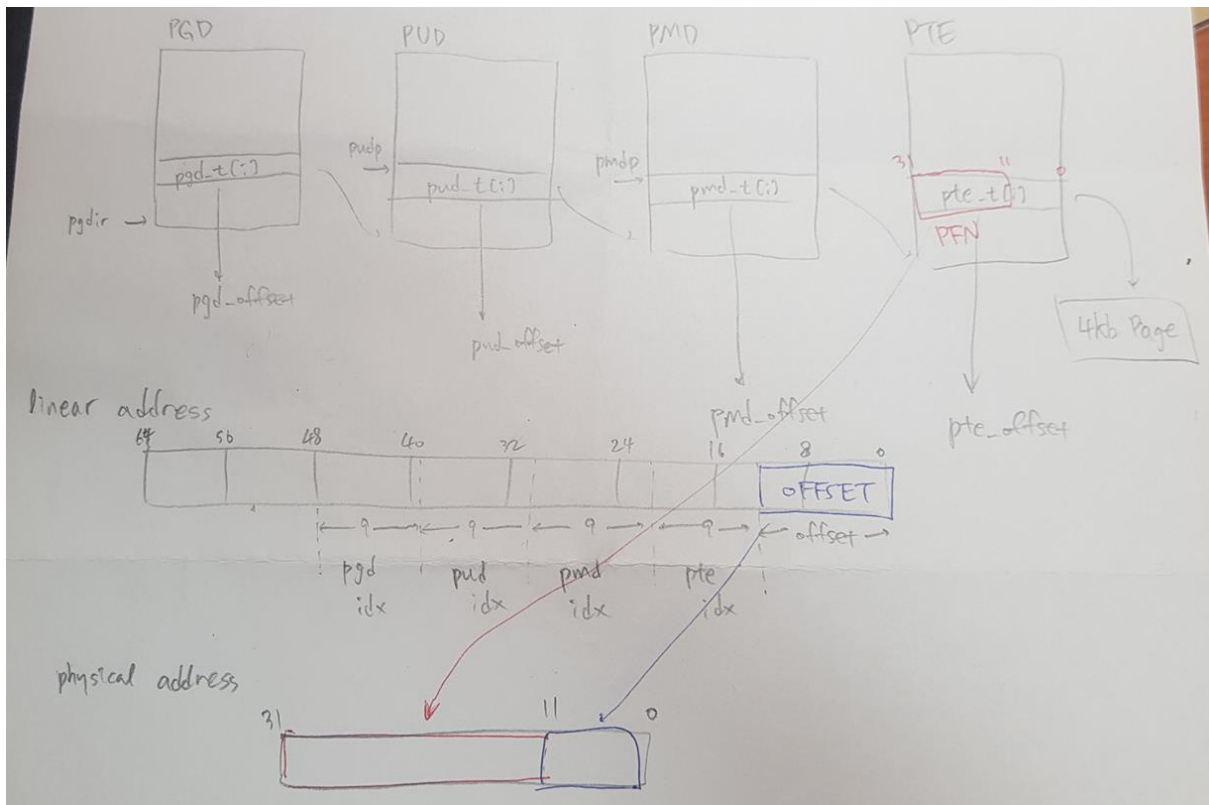 PGD
PUD
PMD
PTE
pudp
pmdp
31
11
0
pgd_t(:)
pud_t(:)
pmd_t(:)
pte_t(:)
pgdir
PFN
pgd_offset
pud_offset
4kb Page
pmd_offset
pte_offset
linear address
64
56
48
40
32
24
16
8
0
OFFSET
9
9
9
9
offset
pgd
idx
pud
idx
pmd
idx
pte
idx
physical address
31
11
0